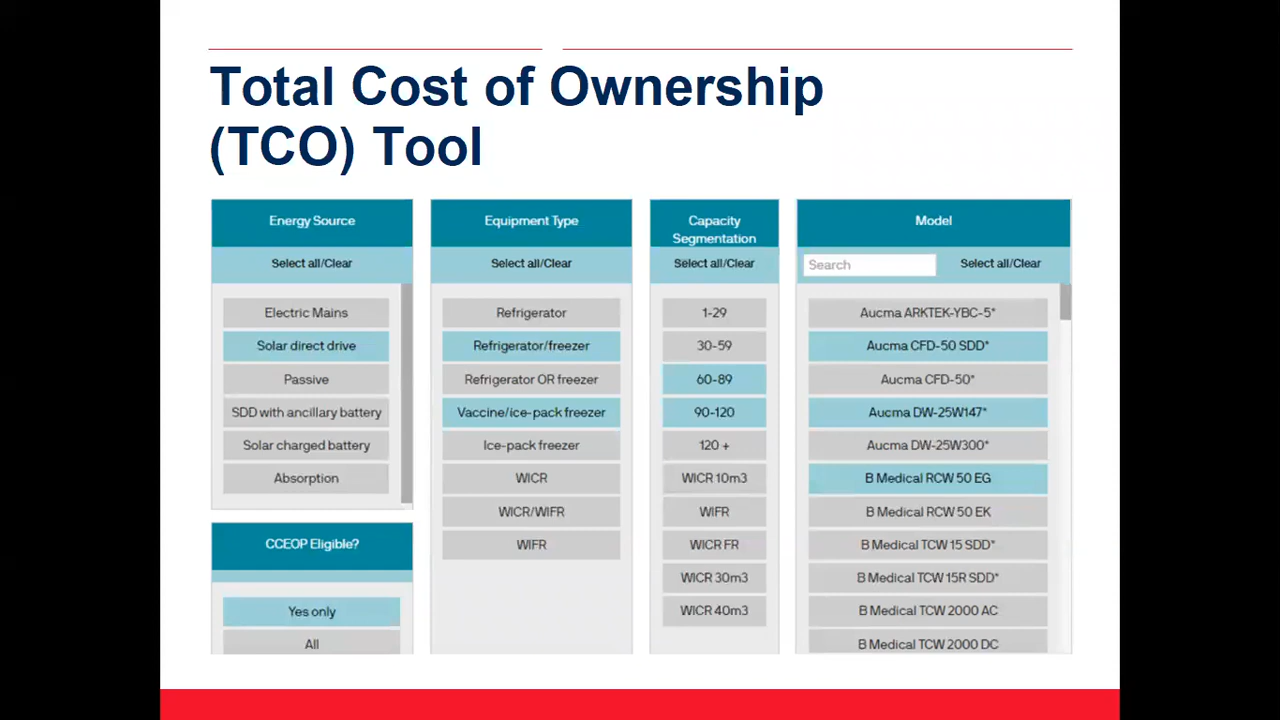 Total Cost of Ownership
(TCO) Tool
Energy Source
Select all/Clear
Electric Mains
Solar direct drive
Passive
SDD with ancillary battery
Solar charged battery
Absorption
CCEOP Eligible?
Yes only
All
Equipment Type
Select all/Clear
Refrigerator
Refrigerator/freezer
Refrigerator OR freezer
Vaccine/ice-pack freezer
Ice-pack freezer
WICR
WICR/WIFR
WIFR
Capacity
Segmentation
Select all/Clear
1-29
30-59
60-89
90-120
120 +
WICR 10m3
WIFR
WICR FR
WICR 30m3
WICR 40m3
Model
Search
Select all/Clear
Aucma ARKTEK-YBC-5*
Aucma CFD-50 SDD*
Aucma CFD-50*
Aucma DW-25W147*
Aucma DW-25W300*
B Medical RCW 50 EG
B Medical RCW 50 EK
B Medical TCW 15 SDD*
B Medical TCW 15R SDD*
B Medical TCW 2000 AC
B Medical TCW 2000 DC